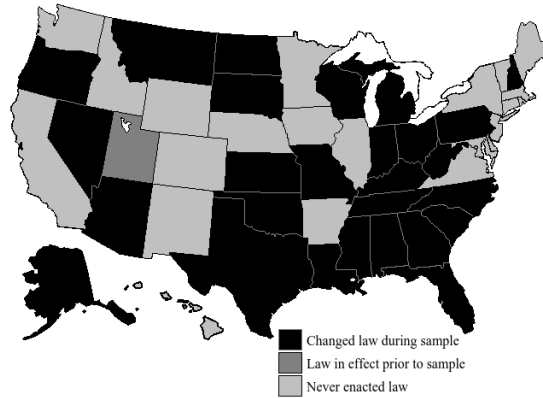 Changed law during sample
Law in effect prior to sample
Never enacted law